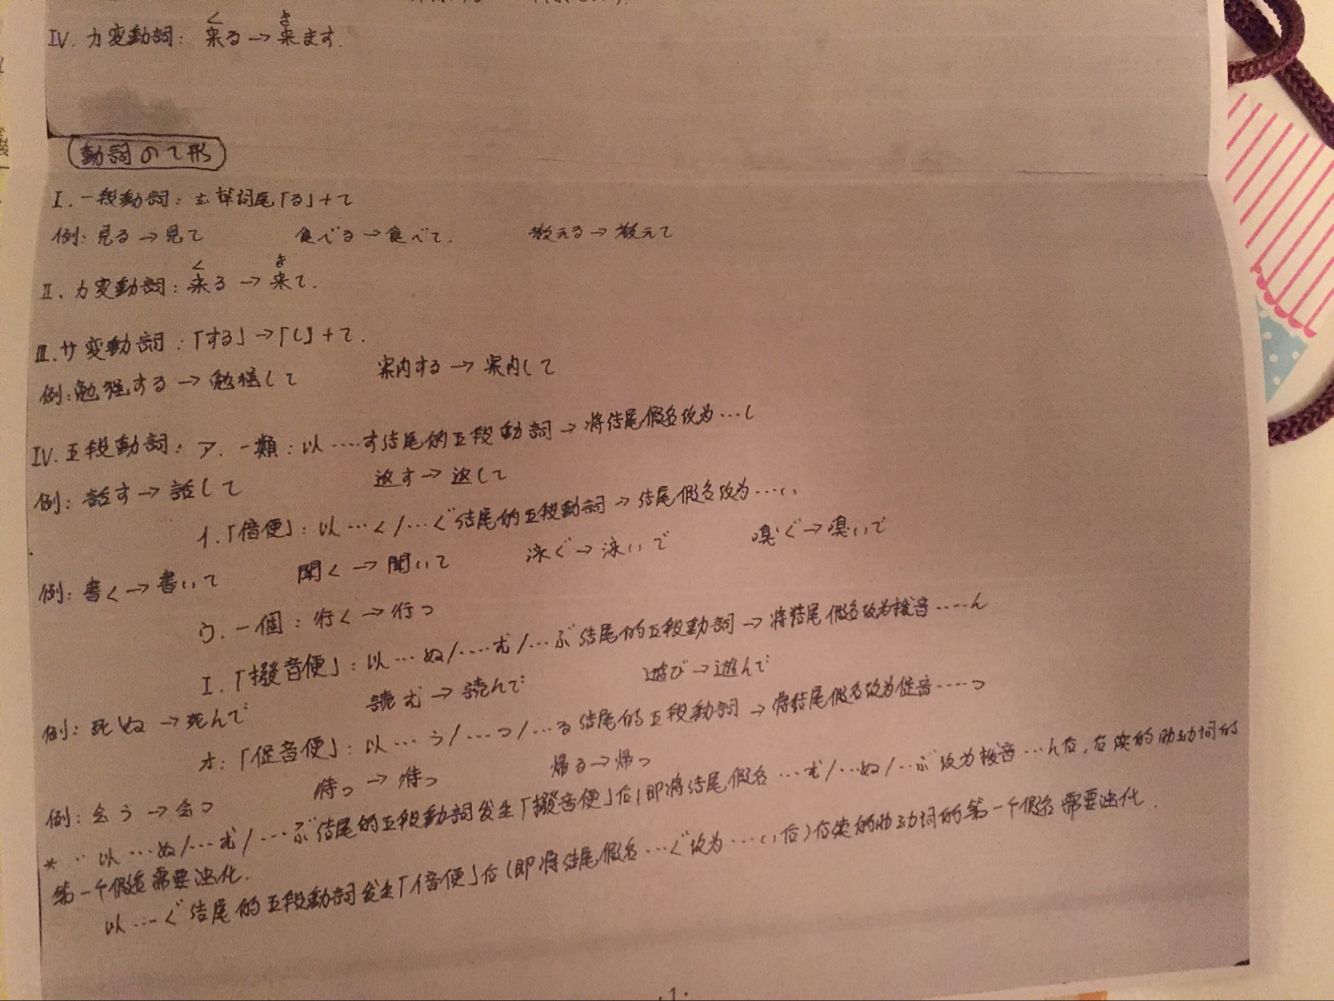 IV. カ変動詞: 来る→来ます.
く き
動詞のて形
I. 一段動詞: 去掉詞尾「る」+て
例: 見る→見て 食べる→食べて. 教える→教えて
く き
II. カ変動詞: 来る→来て.
III. サ変動詞: 「する」→「し」+て.
例: 勉強する→勉強して 案内する→案内して
IV. 五段動詞: ア. 一類: 以……す结尾的五段動詞→将结尾假名改为…し
例: 話す→話して 返す→返して
イ.「イ音便」: 以…く/…ぐ结尾的五段動詞→结尾假名改为…い
例: 書く→書いて 聞く→聞いて 泳ぐ→泳いで 嗅ぐ→嗅いで
ウ. 一個: 行く→行っ
エ.「撥音便」: 以…ぬ/……む/…ぶ结尾的五段動詞→将结尾假名改为撥音……ん
例: 死ぬ→死んで 読む→読んで 遊び→遊んで
オ:「促音便」: 以…う/…つ/…る结尾的五段動詞→将结尾假名改为促音……っ
例: 会う→会っ 待つ→待っ 帰る→帰っ
* 以…ぬ/…む/…ぶ结尾的五段動詞发生「撥音便」后(即将结尾假名…む/…ぬ/…ぶ改为撥音…ん后,后续的助动词的
第一个假名需要浊化.
以…ぐ结尾的五段動詞发生「イ音便」后(即将结尾假名…ぐ改为…い后)后续的助动词的第一个假名需要浊化.
·1·